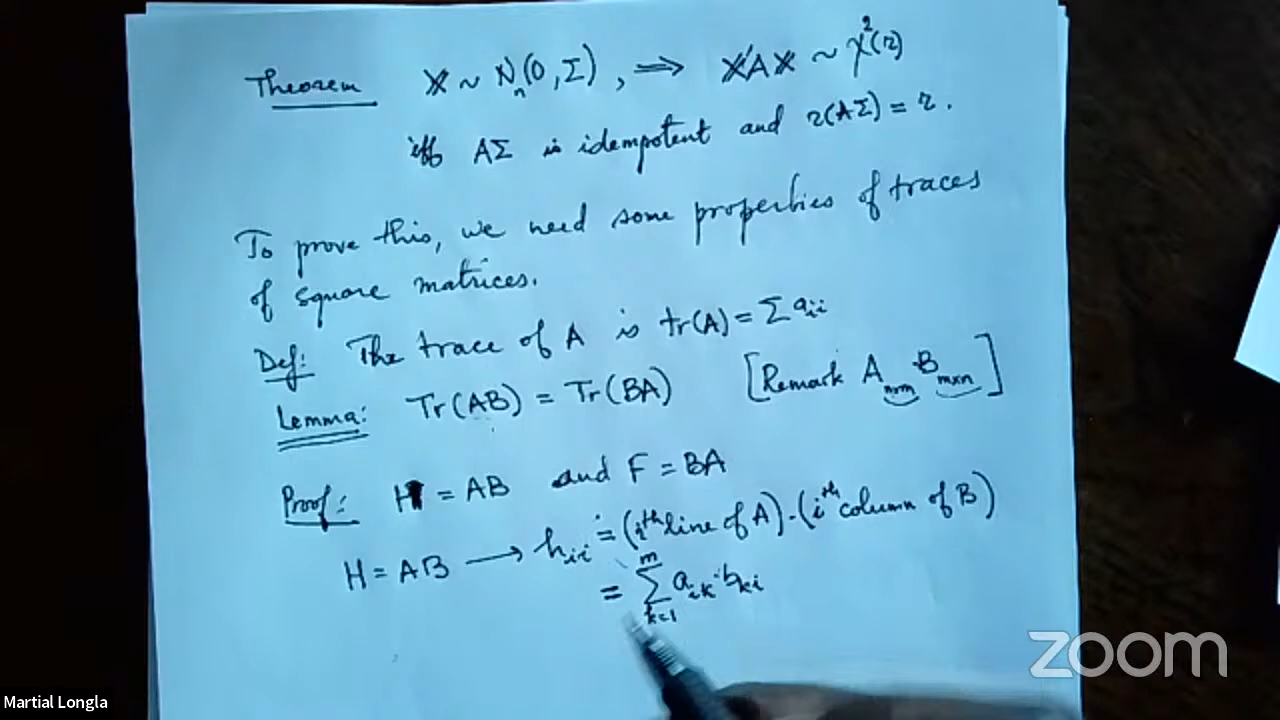 Theorem X ~ N_n(0, Σ), ⟹ X'AX ~ χ²(r)
iff AΣ is idempotent and r(AΣ) = r.
To prove this, we need some properties of traces
of square matrices.
Def: The trace of A is tr(A) = Σ a_ii
Lemma: Tr(AB) = Tr(BA) [Remark A_n×m · B_m×n]
Proof: H = AB and F = BA
H = AB → h_ii = (i^th line of A) · (i^th column of B)
= Σ_{k=1}^{m} a_ik · b_ki
zoom
Martial Longla